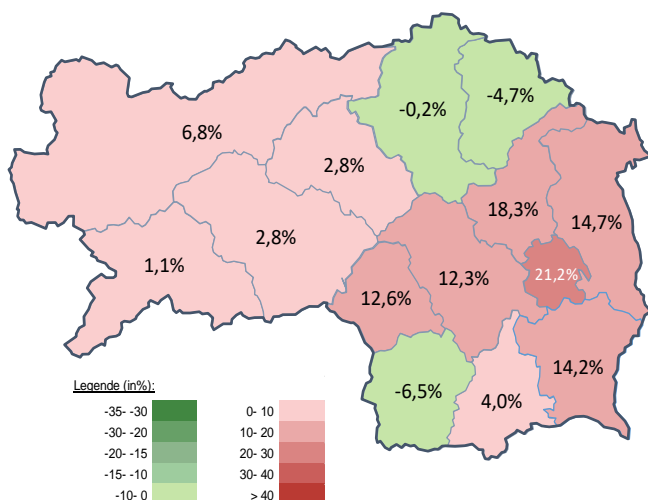 -4,7%
-0,2%
6,8%
2,8%
18,3%
14,7%
2,8%
1,1%
12,3%
21,2%
12,6%
14,2%
-6,5%
4,0%
Legende (in%):
-35- -30 0- 10
-30- -20 10- 20
-20- -15 20- 30
-15- -10 30- 40
-10- 0 > 40